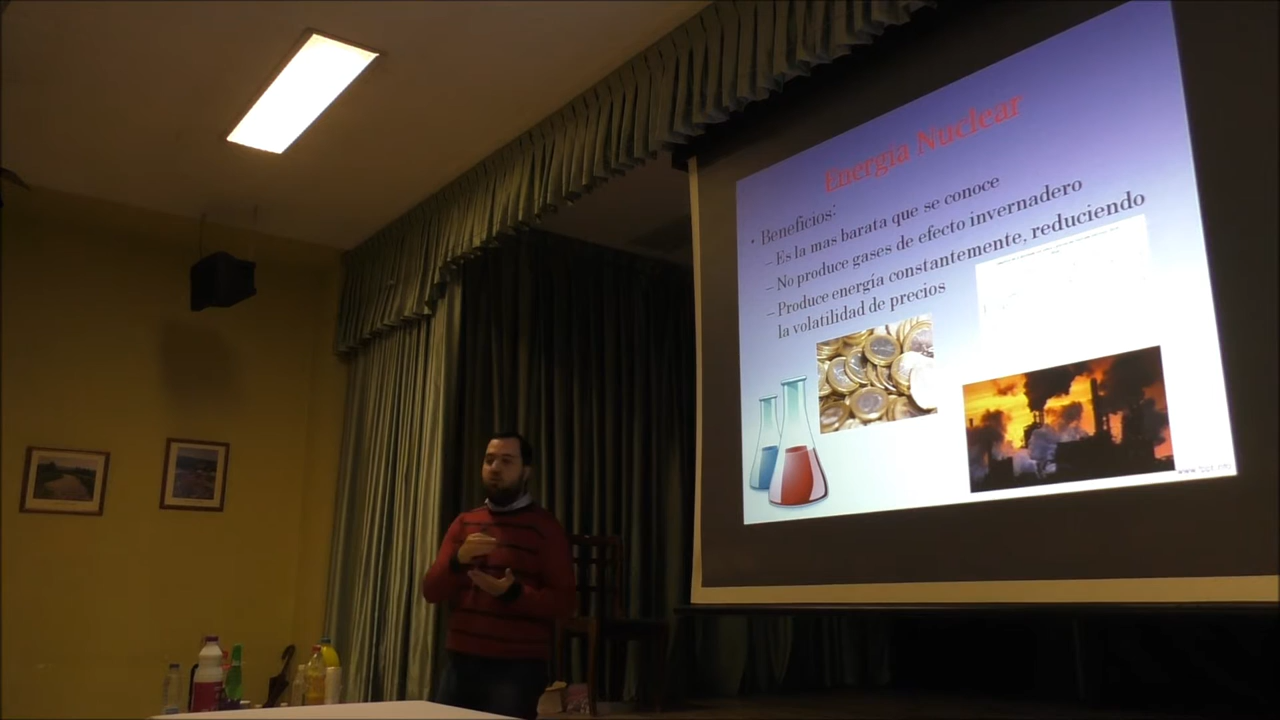 Energía Nuclear
• Beneficios:
– Es la mas barata que se conoce
– No produce gases de efecto invernadero
– Produce energía constantemente, reduciendo
la volatilidad de precios